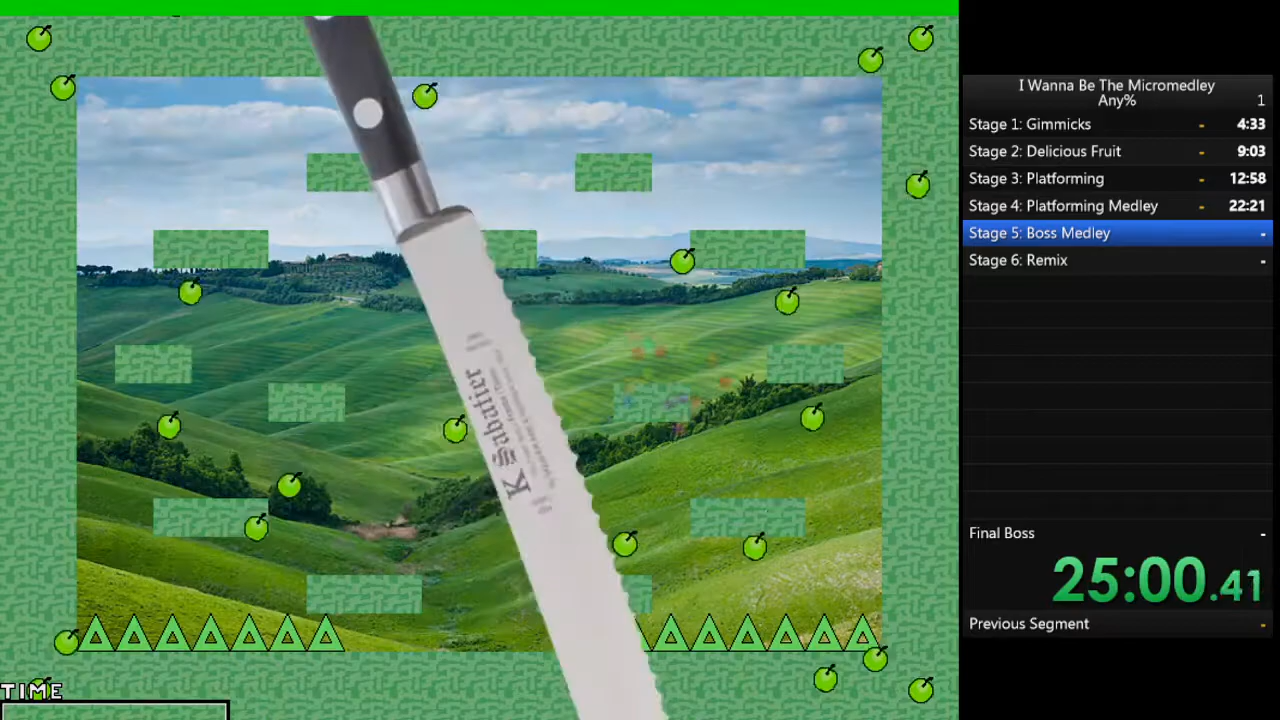 I Wanna Be The Micromedley
Any% 1
Stage 1: Gimmicks - 4:33
Stage 2: Delicious Fruit - 9:03
Stage 3: Platforming - 12:58
Stage 4: Platforming Medley - 22:21
Stage 5: Boss Medley -
Stage 6: Remix -
Final Boss -
25:00.41
Previous Segment -
K Sabatier
TIME